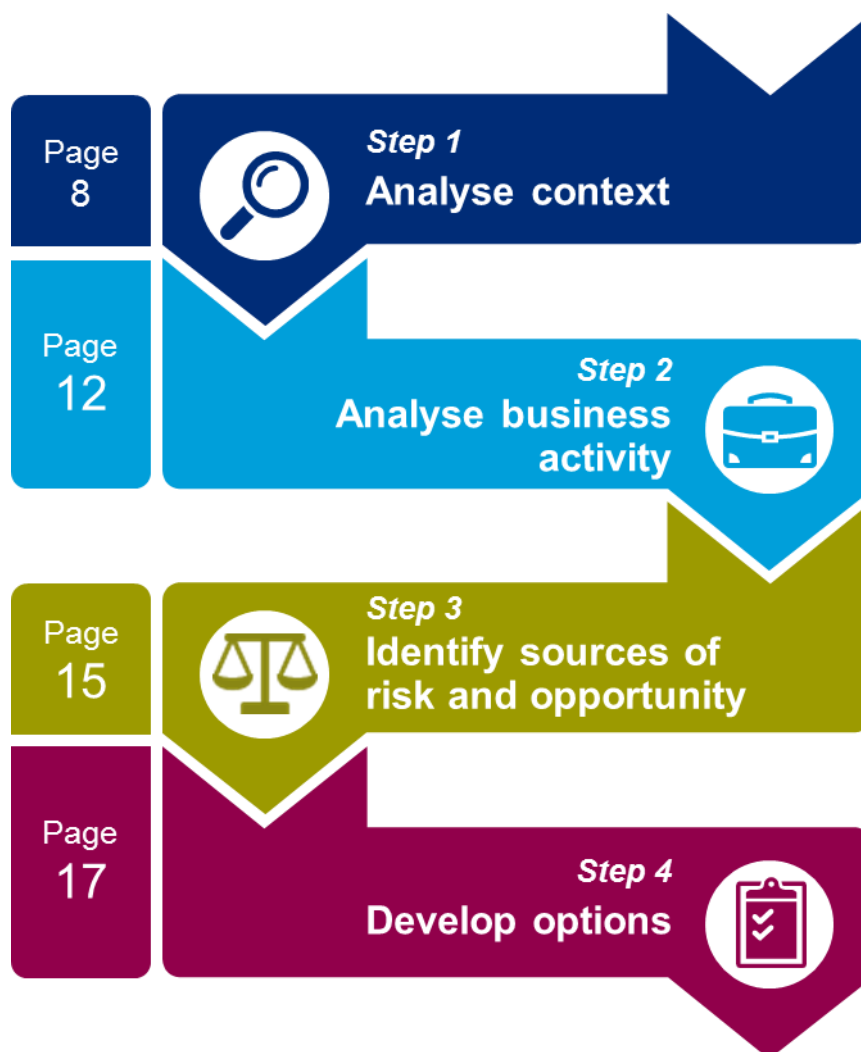 Page
8
Step 1
Analyse context
Page
12
Step 2
Analyse business
activity
Page
15
Step 3
Identify sources of
risk and opportunity
Page
17
Step 4
Develop options